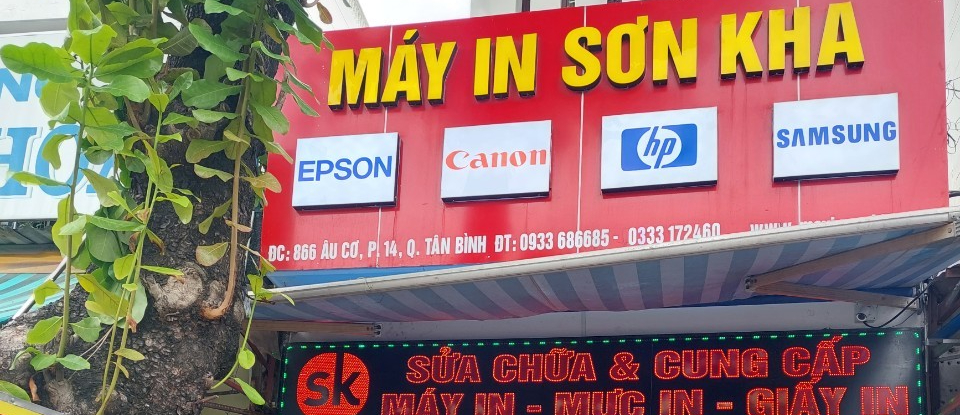 MÁY IN SƠN KHA
EPSON
Canon
hp
SAMSUNG
ĐC: 866 ÂU CƠ, P. 14, Q. TÂN BÌNH ĐT: 0933 686685 - 0333 172460
sk
SỬA CHỮA & CUNG CẤP
MÁY IN - MỰC IN - GIẤY IN